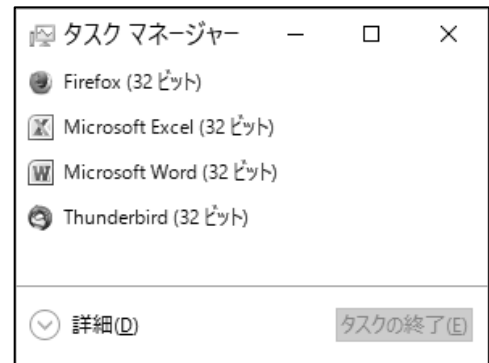 タスク マネージャー
Firefox (32 ビット)
Microsoft Excel (32 ビット)
Microsoft Word (32 ビット)
Thunderbird (32 ビット)
詳細(D) タスクの終了(E)